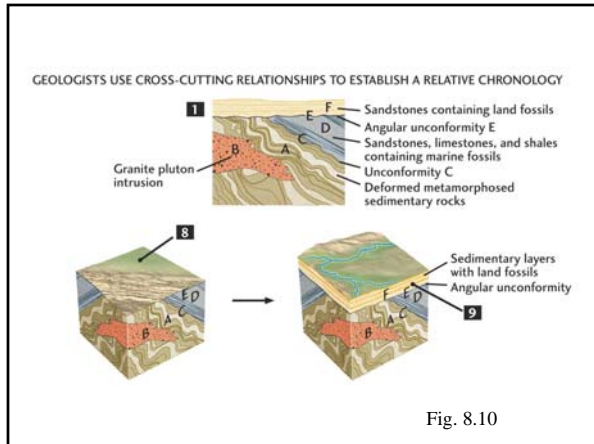 GEOLOGISTS USE CROSS-CUTTING RELATIONSHIPS TO ESTABLISH A RELATIVE CHRONOLOGY
1
F
E
D
C
B
A
Sandstones containing land fossils
Angular unconformity E
Sandstones, limestones, and shales
containing marine fossils
Unconformity C
Deformed metamorphosed
sedimentary rocks
Granite pluton
intrusion
8
E D
C
A
B
Sedimentary layers
with land fossils
Angular unconformity
F E D
C
A
B
9
Fig. 8.10